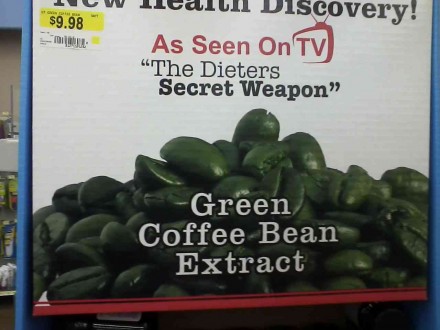 New Health Discovery!
$9.98
As Seen On TV
“The Dieters
Secret Weapon”
Green
Coffee Bean
Extract